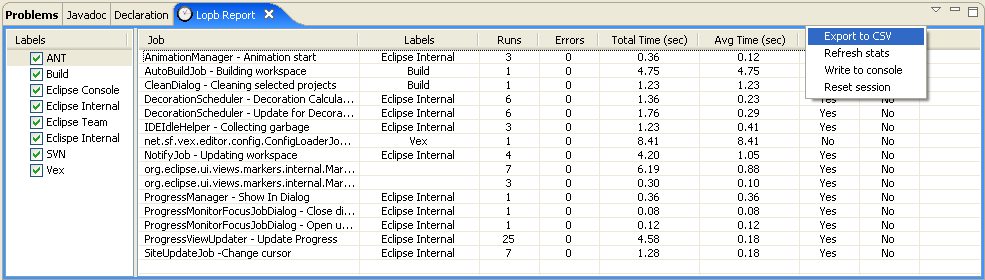 Problems Javadoc Declaration Lopb Report
Labels
ANT
Build
Eclipse Console
Eclipse Internal
Eclipse Team
Eclispe Internal
SVN
Vex
Job Labels Runs Errors Total Time (sec) Avg Time (sec)
AnimationManager - Animation start Eclipse Internal 3 0 0.36 0.12
AutoBuildJob - Building workspace Build 1 0 4.75 4.75
CleanDialog - Cleaning selected projects Build 1 0 1.23 1.23
DecorationScheduler - Decoration Calcula... Eclipse Internal 6 0 1.36 0.23 Yes No
DecorationScheduler - Update for Decora... Eclipse Internal 6 0 1.76 0.29 Yes No
IDEIdleHelper - Collecting garbage Eclipse Internal 3 0 1.23 0.41 Yes No
net.sf.vex.editor.config.ConfigLoaderJo... Vex 1 0 8.41 8.41 No No
NotifyJob - Updating workspace Eclipse Internal 4 0 4.20 1.05 Yes No
org.eclipse.ui.views.markers.internal.Mar... 7 0 6.19 0.88 Yes No
org.eclipse.ui.views.markers.internal.Mar... 3 0 0.30 0.10 Yes No
ProgressManager - Show In Dialog Eclipse Internal 1 0 0.36 0.36 Yes No
ProgressMonitorFocusJobDialog - Close di... Eclipse Internal 1 0 0.08 0.08 Yes No
ProgressMonitorFocusJobDialog - Open u... Eclipse Internal 1 0 0.12 0.12 Yes No
ProgressViewUpdater - Update Progress Eclipse Internal 25 0 4.58 0.18 Yes No
SiteUpdateJob -Change cursor Eclipse Internal 7 0 1.28 0.18 Yes No
Export to CSV
Refresh stats
Write to console
Reset session